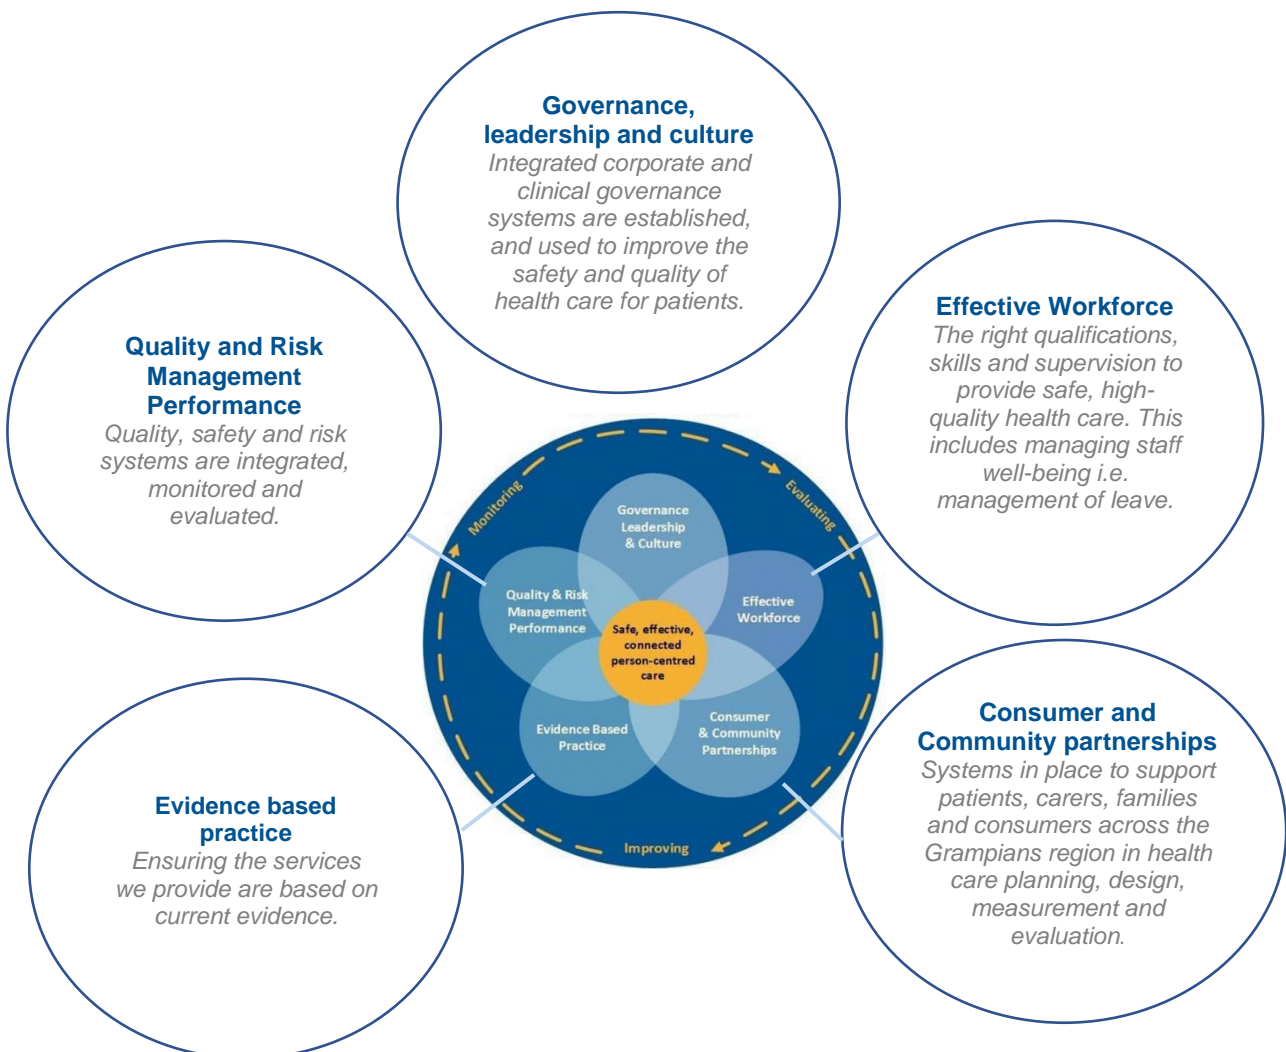 Governance,
leadership and culture
Integrated corporate and
clinical governance
systems are established,
and used to improve the
safety and quality of
health care for patients.
Quality and Risk
Management
Performance
Quality, safety and risk
systems are integrated,
monitored and
evaluated.
Effective Workforce
The right qualifications,
skills and supervision to
provide safe, high-
quality health care. This
includes managing staff
well-being i.e.
management of leave.
Monitoring
Evaluating
Improving
Governance
Leadership
& Culture
Quality & Risk
Management
Performance
Effective
Workforce
Safe, effective,
connected
person-centred
care
Evidence Based
Practice
Consumer
& Community
Partnerships
Evidence based
practice
Ensuring the services
we provide are based on
current evidence.
Consumer and
Community partnerships
Systems in place to support
patients, carers, families
and consumers across the
Grampians region in health
care planning, design,
measurement and
evaluation.